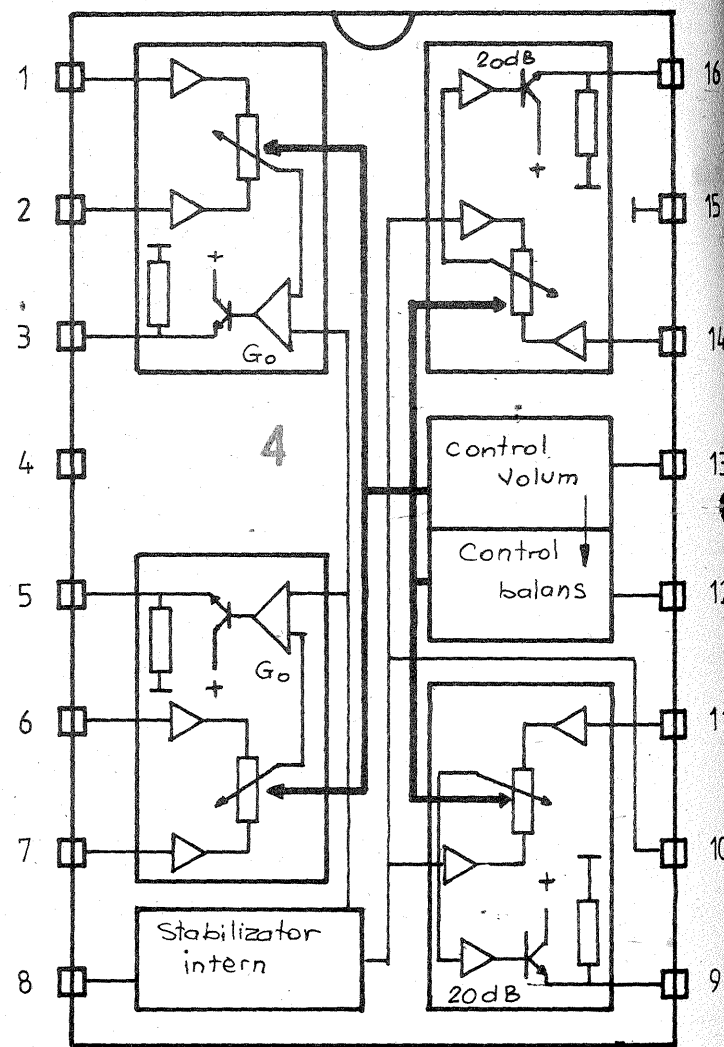 1
2
3
4
5
6
7
8
16
15
14
13
12
11
10
9
20dB
+
+
Go
4
Control
Volum
Control
balans
+
Go
Stabilizator
intern
+
20dB